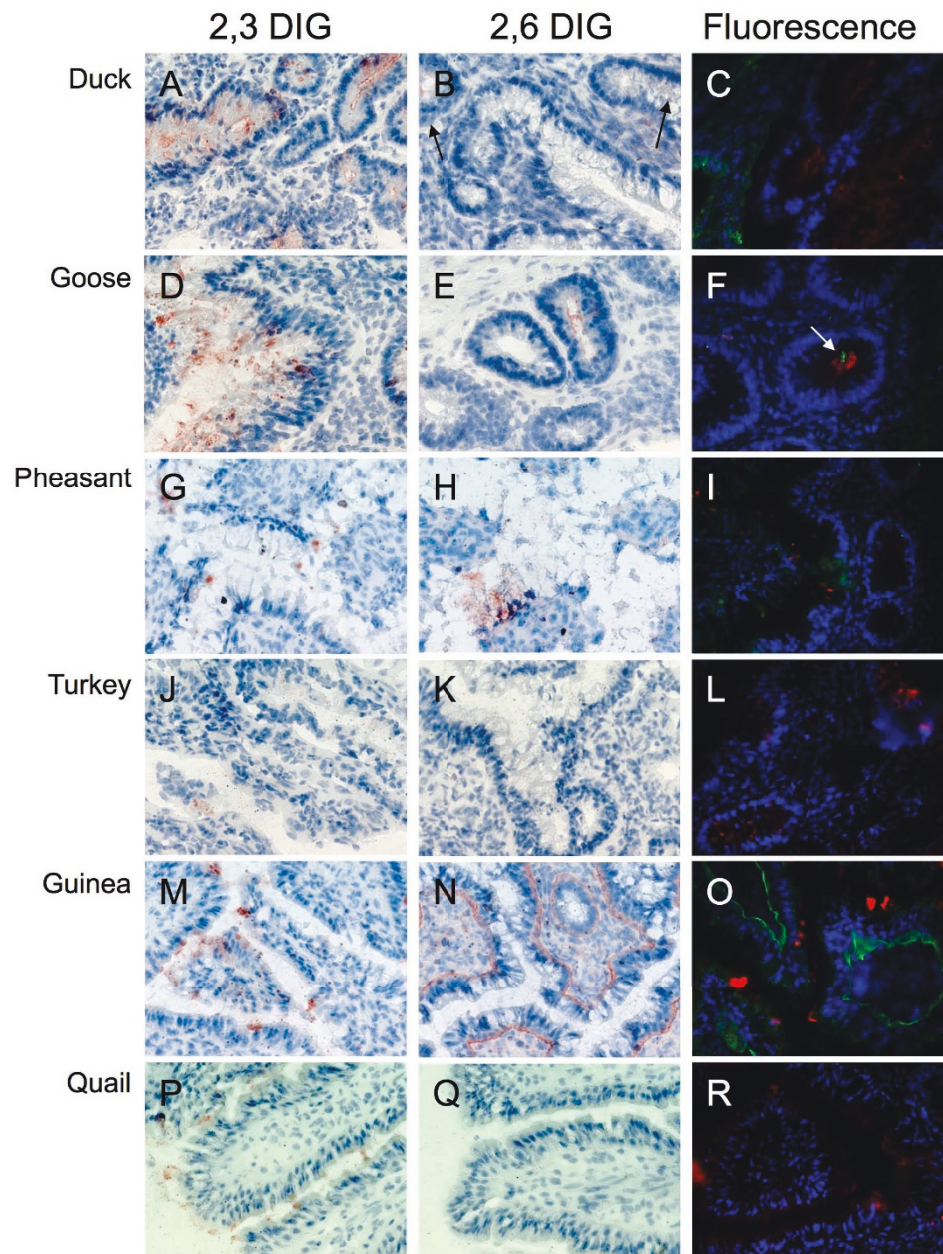 2,3 DIG 2,6 DIG Fluorescence
Duck A B C
Goose D E F
Pheasant G H I
Turkey J K L
Guinea M N O
Quail P Q R